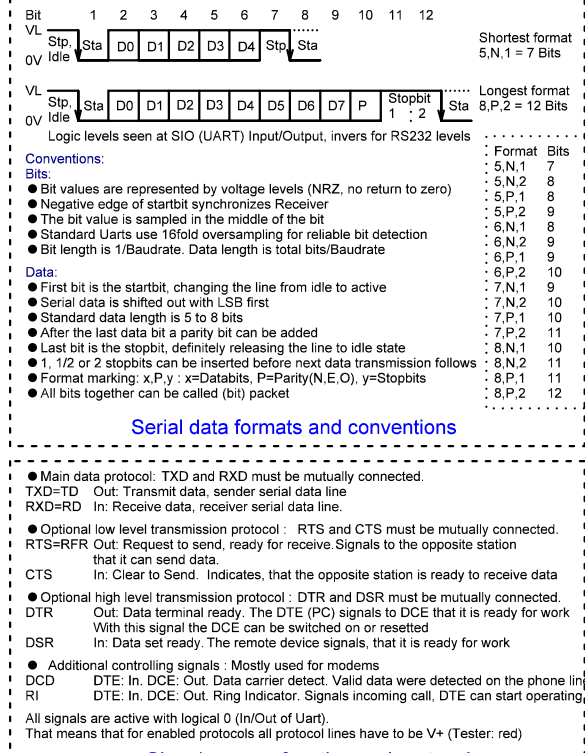 Bit 1 2 3 4 5 6 7 8 9 10 11 12
VL
Stp, Idle Sta D0 D1 D2 D3 D4 Stp Sta
0V
Shortest format
5,N,1 = 7 Bits
VL
Stp, Idle Sta D0 D1 D2 D3 D4 D5 D6 D7 P Stopbit 1 : 2 Sta
0V
Longest format
8,P,2 = 12 Bits
Logic levels seen at SIO (UART) Input/Output, invers for RS232 levels
Conventions:
Bits:
● Bit values are represented by voltage levels (NRZ, no return to zero)
● Negative edge of startbit synchronizes Receiver
● The bit value is sampled in the middle of the bit
● Standard Uarts use 16fold oversampling for reliable bit detection
● Bit length is 1/Baudrate. Data length is total bits/Baudrate
Data:
● First bit is the startbit, changing the line from idle to active
● Serial data is shifted out with LSB first
● Standard data length is 5 to 8 bits
● After the last data bit a parity bit can be added
● Last bit is the stopbit, definitely releasing the line to idle state
● 1, 1/2 or 2 stopbits can be inserted before next data transmission follows
● Format marking: x,P,y : x=Databits, P=Parity(N,E,O), y=Stopbits
● All bits together can be called (bit) packet
Format Bits
5,N,1 7
5,N,2 8
5,P,1 8
5,P,2 9
6,N,1 8
6,N,2 9
6,P,1 9
6,P,2 10
7,N,1 9
7,N,2 10
7,P,1 10
7,P,2 11
8,N,1 10
8,N,2 11
8,P,1 11
8,P,2 12
Serial data formats and conventions
● Main data protocol: TXD and RXD must be mutually connected.
TXD=TD Out: Transmit data, sender serial data line
RXD=RD In: Receive data, receiver serial data line.
● Optional low level transmission protocol : RTS and CTS must be mutually connected.
RTS=RFR Out: Request to send, ready for receive.Signals to the opposite station
that it can send data.
CTS In: Clear to Send. Indicates, that the opposite station is ready to receive data
● Optional high level transmission protocol : DTR and DSR must be mutually connected.
DTR Out: Data terminal ready. The DTE (PC) signals to DCE that it is ready for work
With this signal the DCE can be switched on or resetted
DSR In: Data set ready. The remote device signals, that it is ready for work
● Additional controlling signals : Mostly used for modems
DCD DTE: In. DCE: Out. Data carrier detect. Valid data were detected on the phone lin
RI DTE: In. DCE: Out. Ring Indicator. Signals incoming call, DTE can start operating
All signals are active with logical 0 (In/Out of Uart).
That means that for enabled protocols all protocol lines have to be V+ (Tester: red)